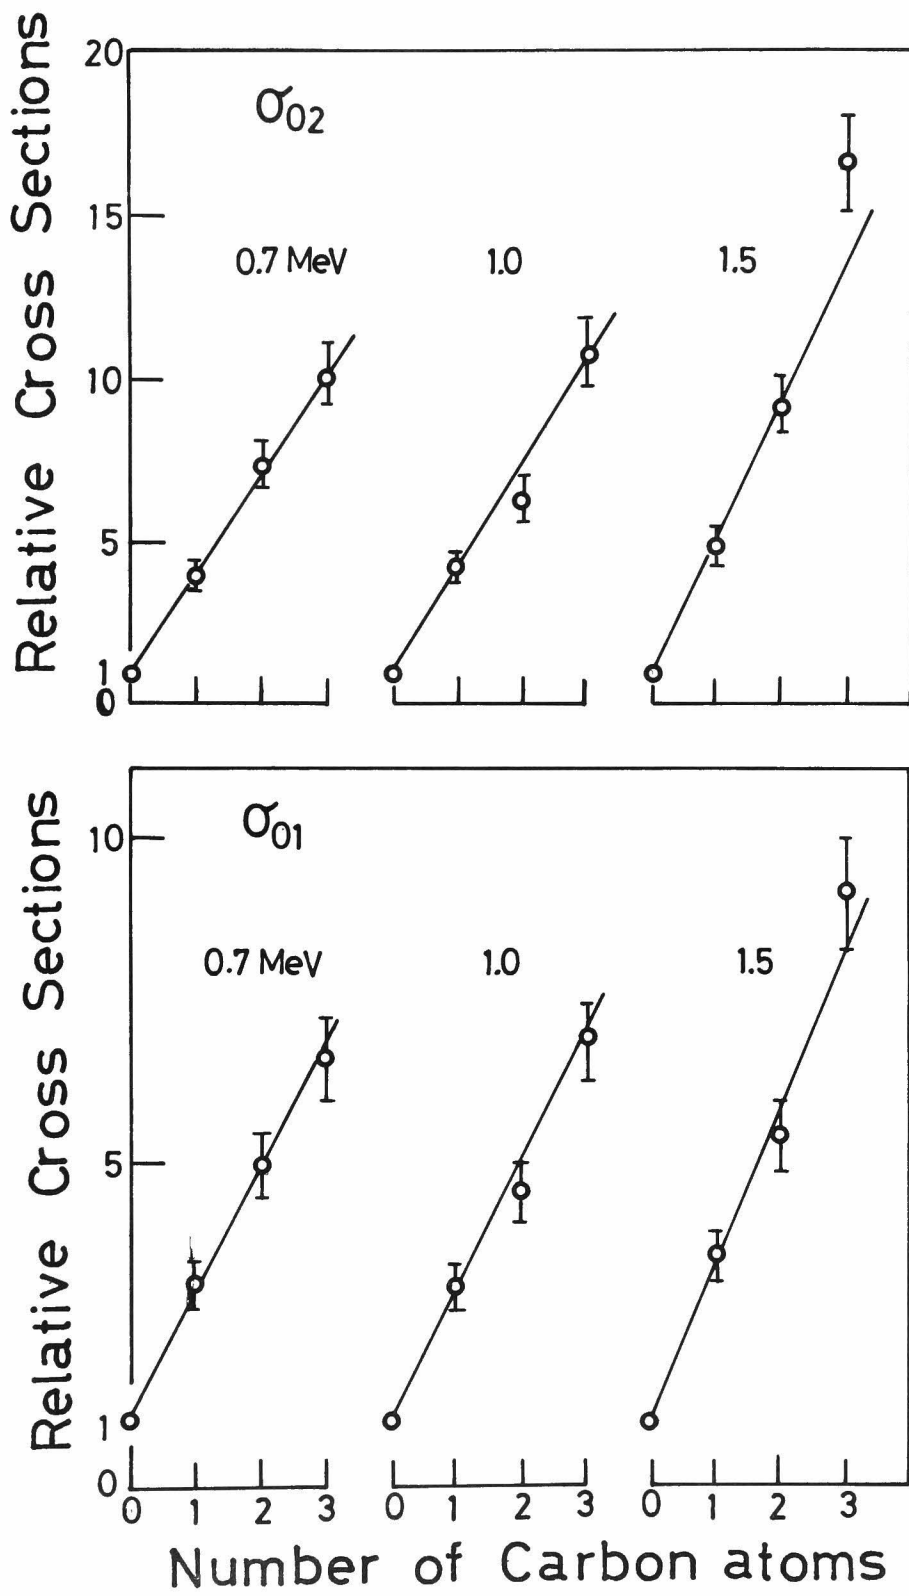 Relative Cross Sections
20
σ02
15
0.7 MeV 1.0 1.5
10
5
1
0
Relative Cross Sections
σ01
10
0.7 MeV 1.0 1.5
5
1
0
0 1 2 3 0 1 2 3 0 1 2 3
Number of Carbon atoms